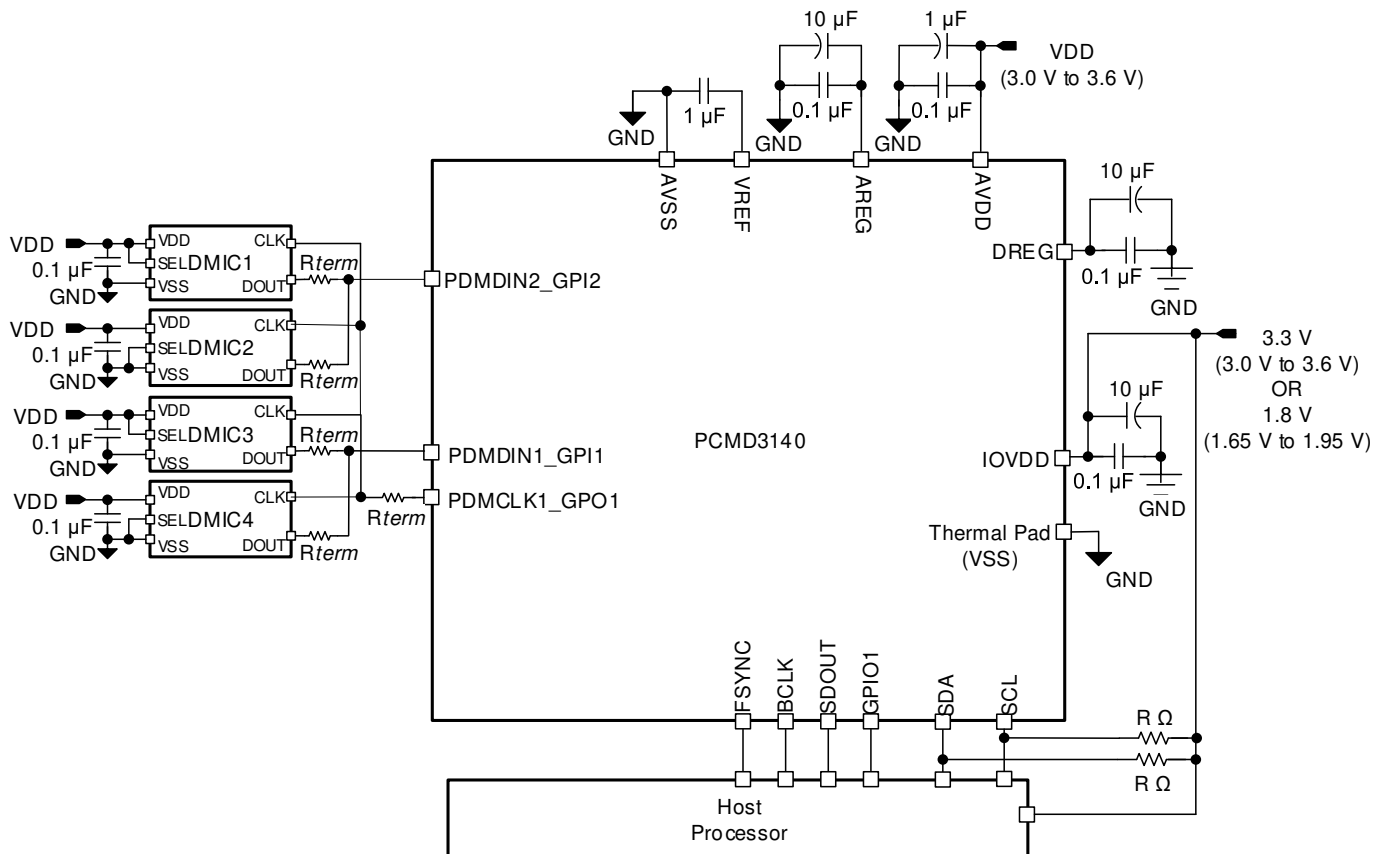 10 µF
1 µF
VDD
(3.0 V to 3.6 V)
0.1 µF
0.1 µF
1 µF
GND
GND
GND
AVSS
VREF
AREG
AVDD
10 µF
DREG
0.1 µF
GND
VDD
0.1 µF
GND
VDD
SEL
VSS
DMIC1
CLK
DOUT
Rterm
PDMDIN2_GPI2
VDD
0.1 µF
GND
VDD
SEL
VSS
DMIC2
CLK
DOUT
Rterm
VDD
0.1 µF
GND
VDD
SEL
VSS
DMIC3
CLK
DOUT
Rterm
PDMDIN1_GPI1
VDD
0.1 µF
GND
VDD
SEL
VSS
DMIC4
CLK
DOUT
Rterm
Rterm
PDMCLK1_GPO1
PCMD3140
3.3 V
(3.0 V to 3.6 V)
OR
1.8 V
(1.65 V to 1.95 V)
10 µF
IOVDD
0.1 µF
GND
Thermal Pad
(VSS)
GND
FSYNC
BCLK
SDOUT
GPIO1
SDA
SCL
R Ω
R Ω
Host
Processor